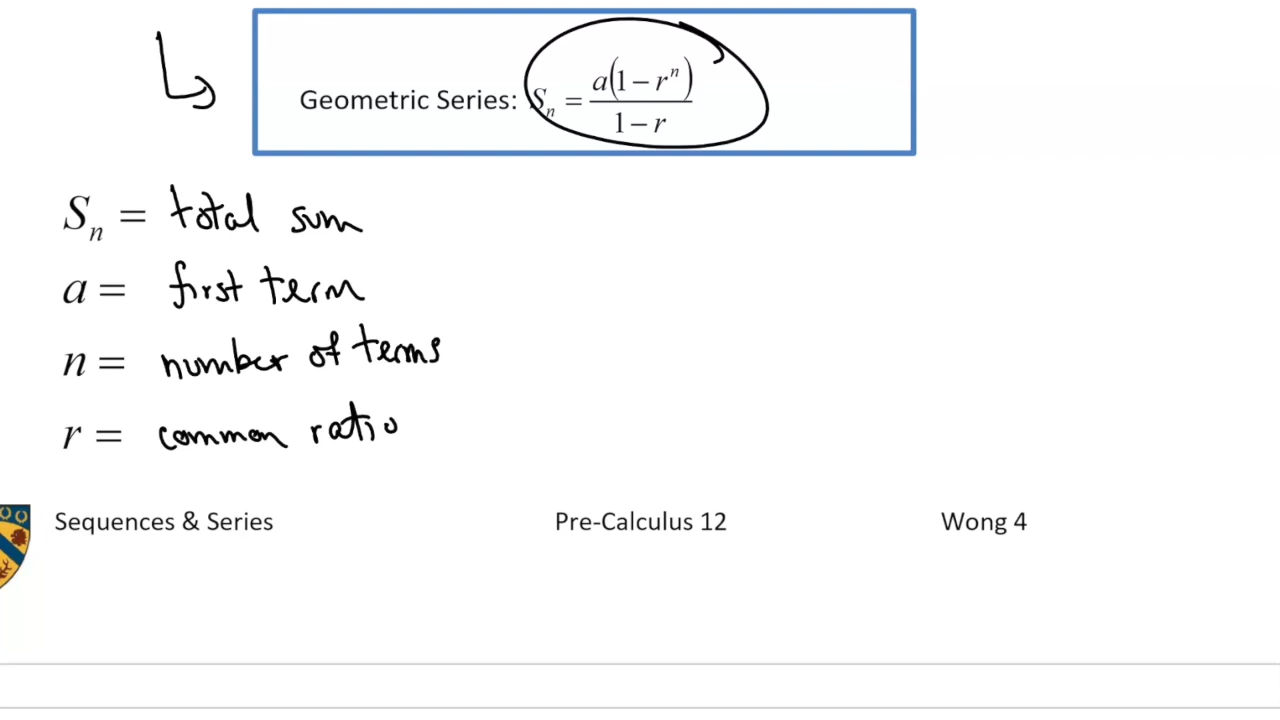 Geometric Series: Sₙ = a(1 − rⁿ) / (1 − r)
Sₙ = total sum
a = first term
n = number of terms
r = common ratio
Sequences & Series Pre-Calculus 12 Wong 4